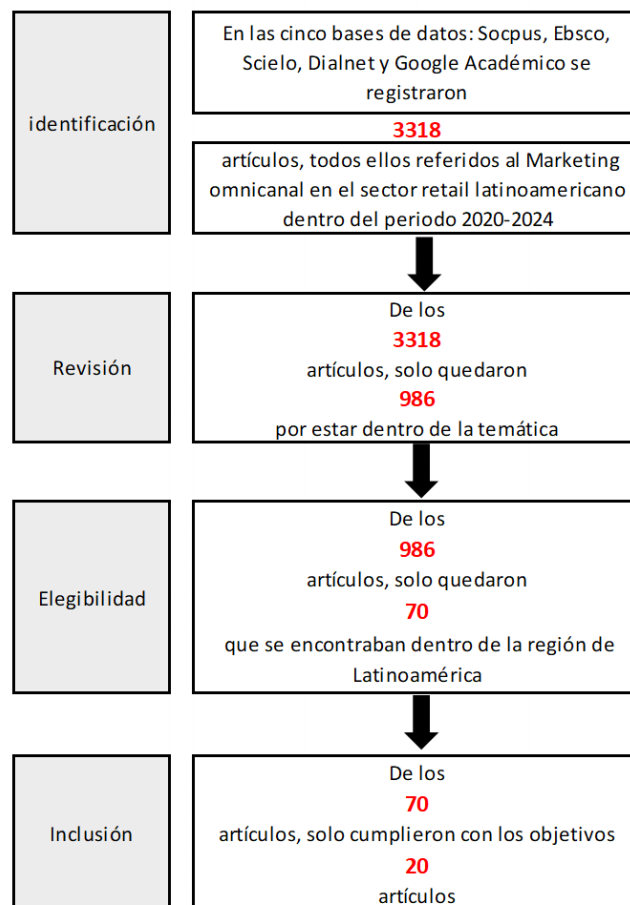 identificación
En las cinco bases de datos: Socpus, Ebsco,
Scielo, Dialnet y Google Académico se
registraron
3318
artículos, todos ellos referidos al Marketing
omnicanal en el sector retail latinoamericano
dentro del periodo 2020-2024
Revisión
De los
3318
artículos, solo quedaron
986
por estar dentro de la temática
Elegibilidad
De los
986
artículos, solo quedaron
70
que se encontraban dentro de la región de
Latinoamérica
Inclusión
De los
70
artículos, solo cumplieron con los objetivos
20
artículos